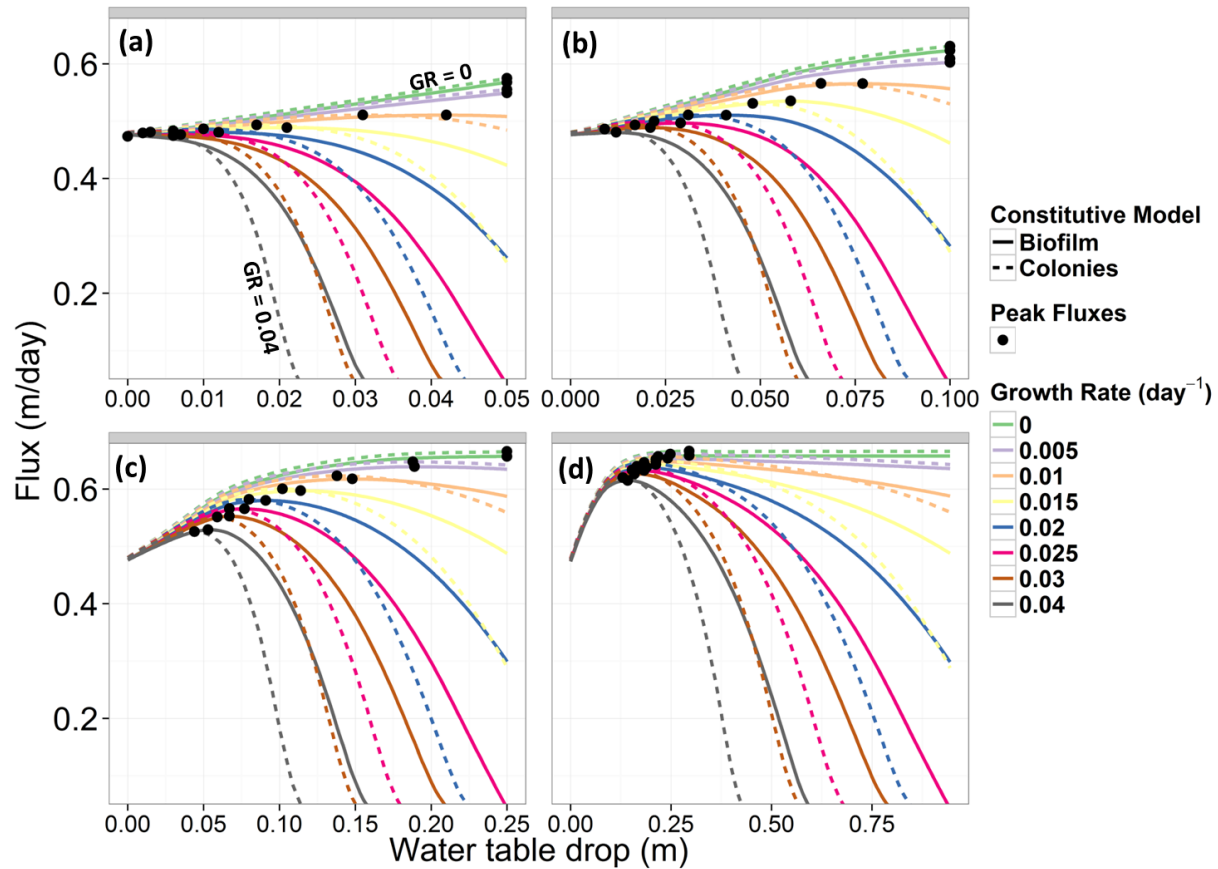 (a)
GR = 0
GR = 0.04
0.6
0.4
0.2
0.00 0.01 0.02 0.03 0.04 0.05
(b)
0.000 0.025 0.050 0.075 0.100
(c)
0.6
0.4
0.2
0.00 0.05 0.10 0.15 0.20 0.25
(d)
0.00 0.25 0.50 0.75
Flux (m/day)
Water table drop (m)
Constitutive Model
Biofilm
Colonies
Peak Fluxes
Growth Rate (day⁻¹)
0
0.005
0.01
0.015
0.02
0.025
0.03
0.04